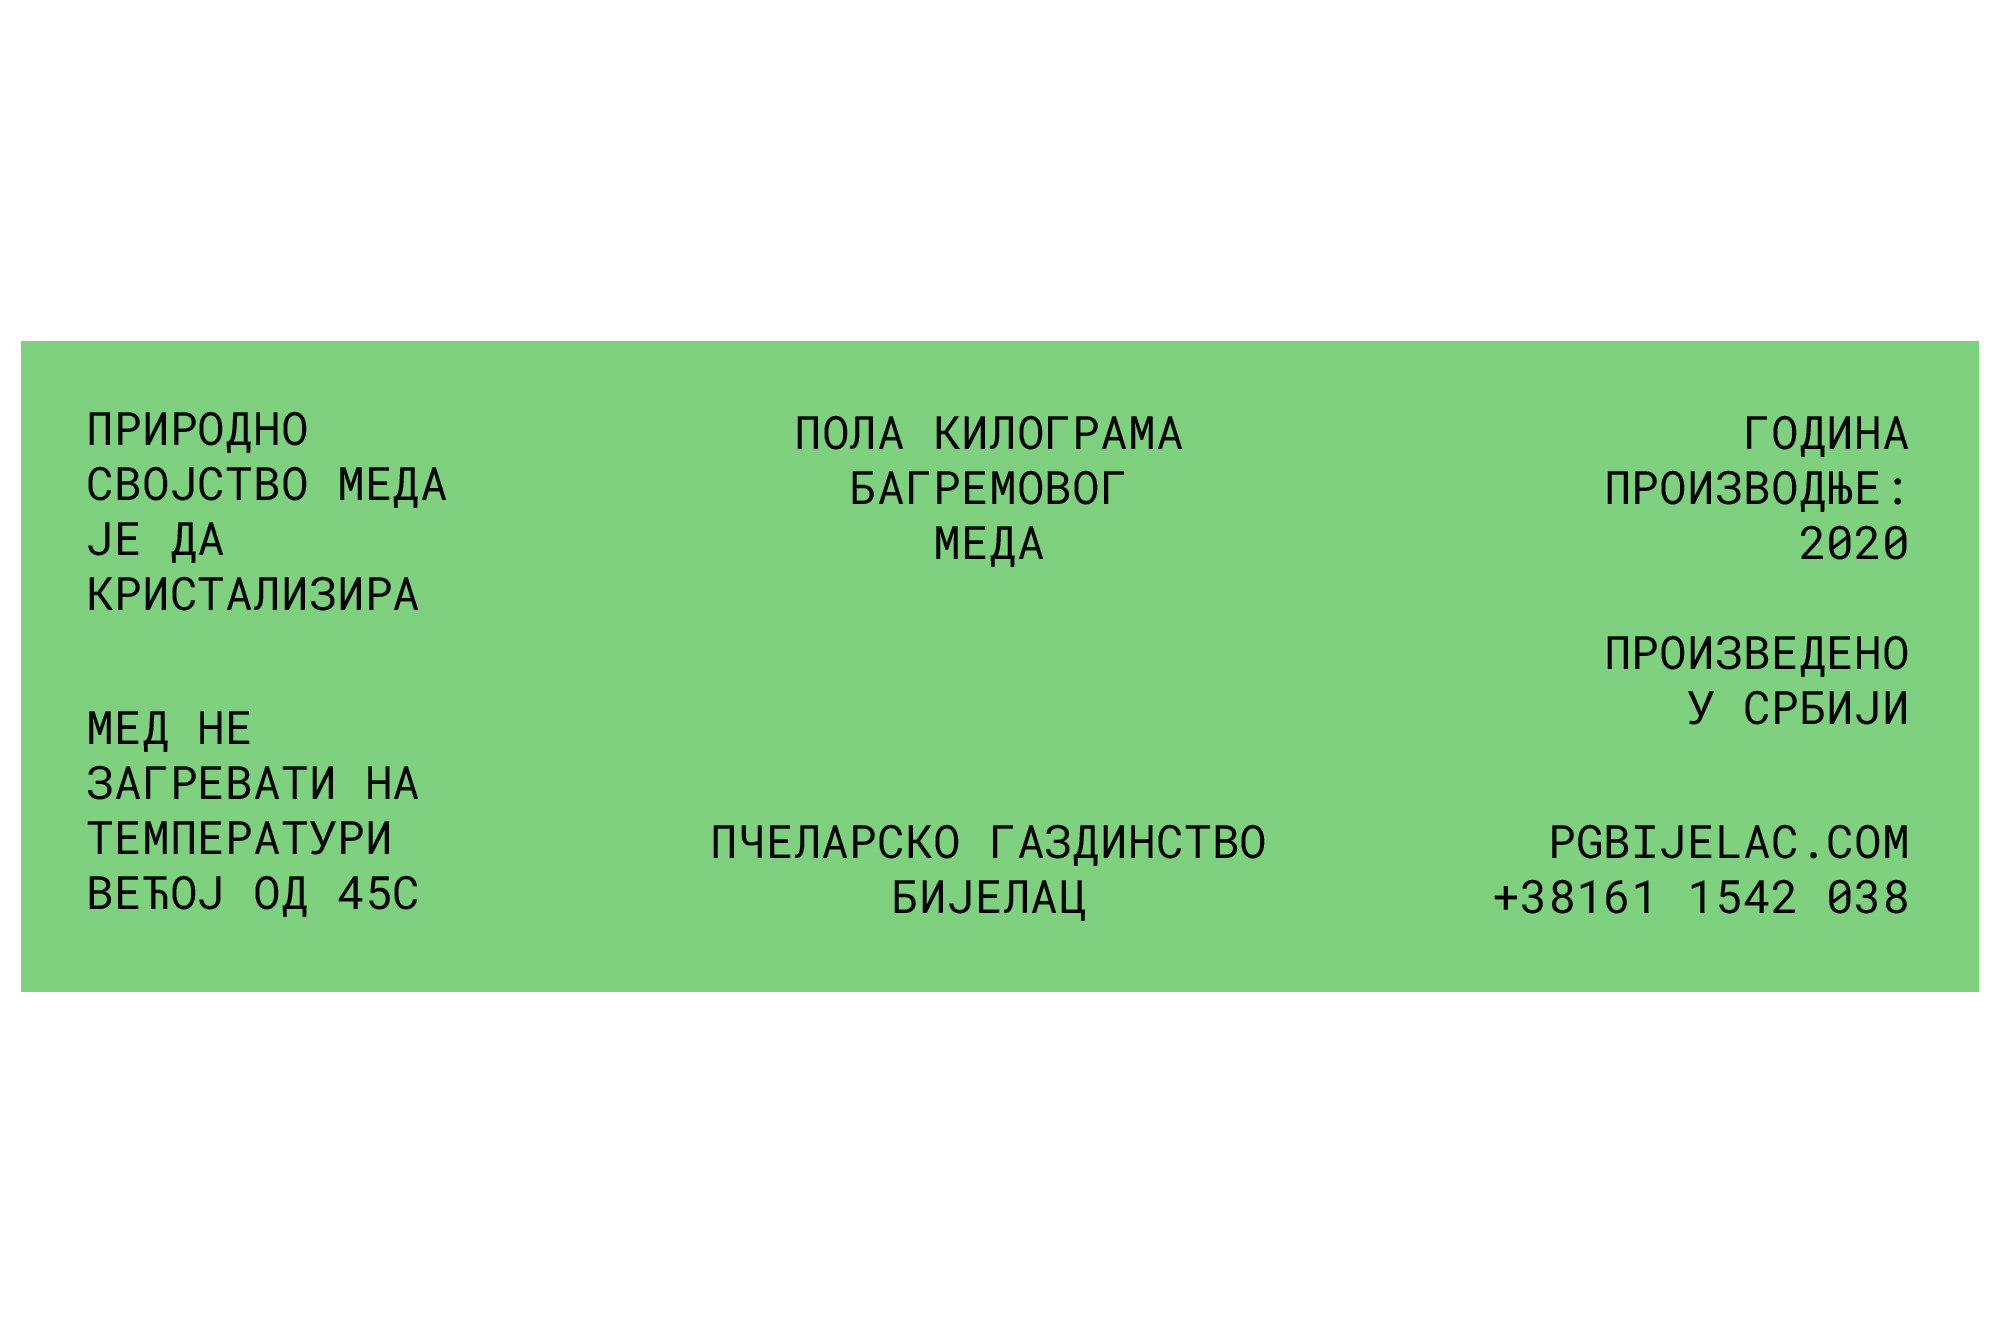 ПРИРОДНО
СВОЈСТВО МЕДА
ЈЕ ДА
КРИСТАЛИЗИРА
МЕД НЕ
ЗАГРЕВАТИ НА
ТЕМПЕРАТУРИ
ВЕЋОЈ ОД 45С
ПОЛА КИЛОГРАМА
БАГРЕМОВОГ
МЕДА
ПЧЕЛАРСКО ГАЗДИНСТВО
БИЈЕЛАЦ
ГОДИНА
ПРОИЗВОДЊЕ:
2020
ПРОИЗВЕДЕНО
У СРБИЈИ
PGBIJELAC.COM
+38161 1542 038